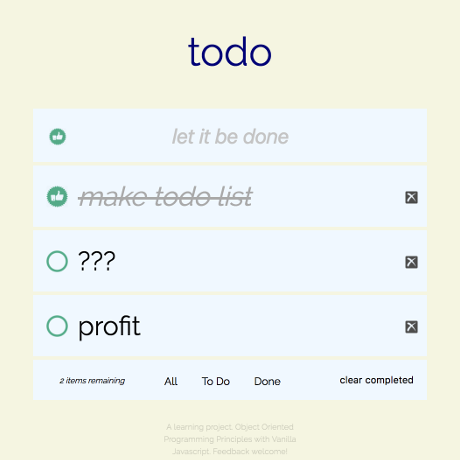 todo
let it be done
make todo list
???
profit
2 items remaining All To Do Done clear completed
A learning project. Object Oriented
Programming Principles with Vanilla
Javascript. Feedback welcome!